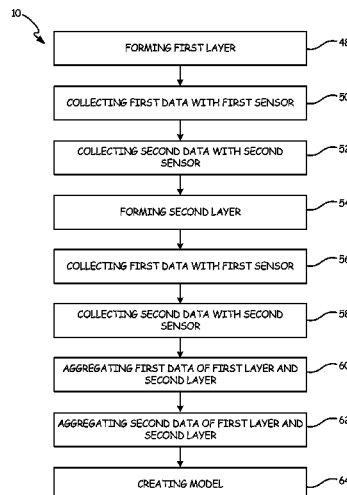 10
FORMING FIRST LAYER
48
COLLECTING FIRST DATA WITH FIRST SENSOR
50
COLLECTING SECOND DATA WITH SECOND
SENSOR
52
FORMING SECOND LAYER
54
COLLECTING FIRST DATA WITH FIRST SENSOR
56
COLLECTING SECOND DATA WITH SECOND
SENSOR
58
AGGREGATING FIRST DATA OF FIRST LAYER AND
SECOND LAYER
60
AGGREGATING SECOND DATA OF FIRST LAYER AND
SECOND LAYER
62
CREATING MODEL
64